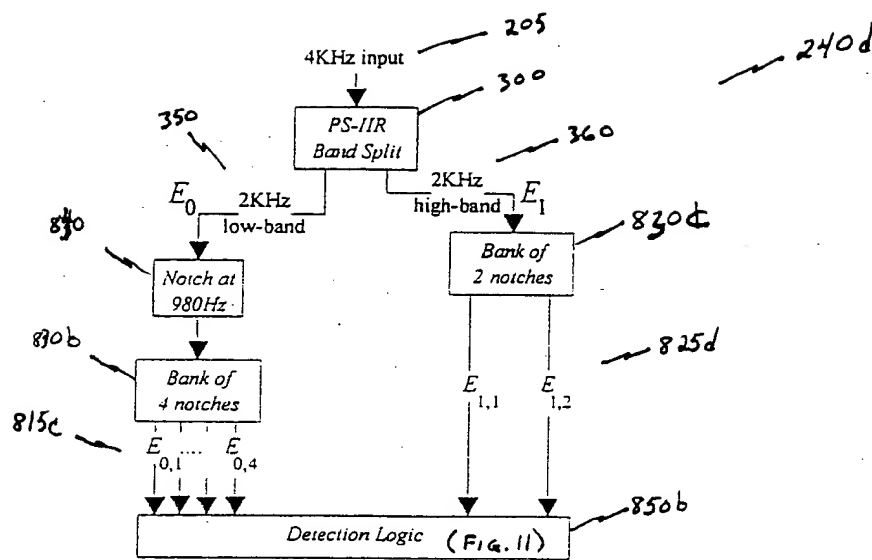 205
240d
4KHz input
300
PS-IIR
Band Split
350
360
E0
2KHz
low-band
2KHz
high-band
E1
830d
Notch at
980Hz
Bank of
2 notches
830b
825d
Bank of
4 notches
E1,1
E1,2
815c
E0,1 .... E0,4
850b
Detection Logic (FIG. 11)